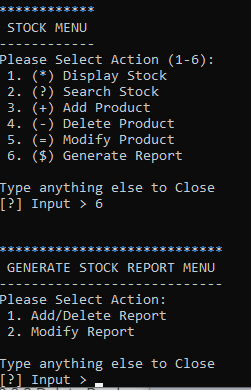 ************
STOCK MENU
------------
Please Select Action (1-6):
1. (*) Display Stock
2. (?) Search Stock
3. (+) Add Product
4. (-) Delete Product
5. (=) Modify Product
6. ($) Generate Report
Type anything else to Close
[?] Input > 6
****************************
GENERATE STOCK REPORT MENU
----------------------------
Please Select Action:
1. Add/Delete Report
2. Modify Report
Type anything else to Close
[?] Input >